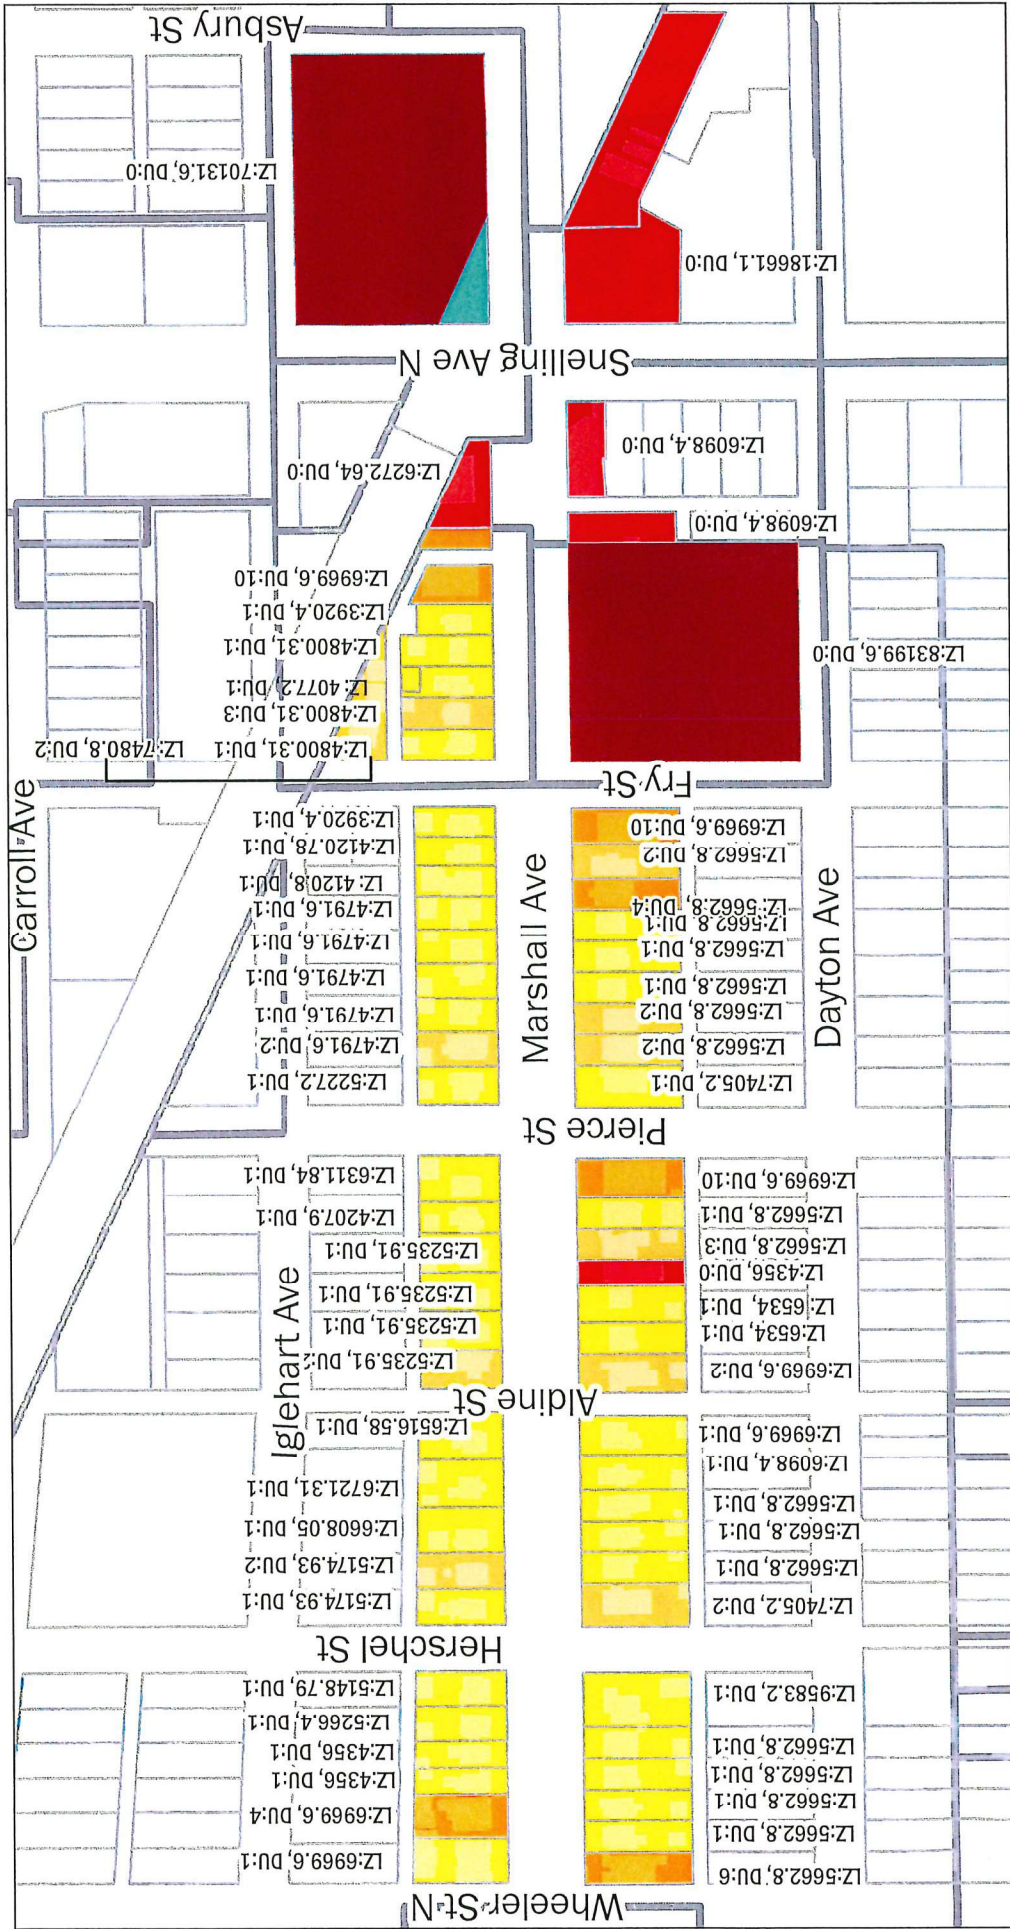 Wheeler St N
LZ:5662.8, DU:6
LZ:5662.8, DU:1
LZ:5662.8, DU:1
LZ:5662.8, DU:1
LZ:5662.8, DU:1
LZ:9583.2, DU:1
LZ:6969.6, DU:1
LZ:6969.6, DU:4
LZ:4356, DU:1
LZ:4356, DU:1
LZ:5266.4, DU:1
LZ:5148.79, DU:1
Herschel St
LZ:7405.2, DU:2
LZ:5662.8, DU:1
LZ:5662.8, DU:1
LZ:5662.8, DU:1
LZ:6098.4, DU:1
LZ:6969.6, DU:1
LZ:5174.93, DU:1
LZ:5174.93, DU:2
LZ:6608.05, DU:1
LZ:6721.31, DU:1
LZ:6516.58, DU:1
Aldine St
Iglehart Ave
LZ:6969.6, DU:2
LZ:6534, DU:1
LZ:6534, DU:1
LZ:4356, DU:0
LZ:5662.8, DU:3
LZ:5662.8, DU:1
LZ:6969.6, DU:10
LZ:5235.91, DU:2
LZ:5235.91, DU:1
LZ:5235.91, DU:1
LZ:5235.91, DU:1
LZ:4207.9, DU:1
LZ:6311.84, DU:1
Pierce St
Dayton Ave
Marshall Ave
Carroll Ave
LZ:7405.2, DU:1
LZ:5662.8, DU:2
LZ:5662.8, DU:2
LZ:5662.8, DU:1
LZ:5662.8, DU:1
LZ:5662.8, DU:1
LZ:5662.8, DU:4
LZ:5662.8, DU:2
LZ:6969.6, DU:10
LZ:5227.2, DU:1
LZ:4791.6, DU:2
LZ:4791.6, DU:1
LZ:4791.6, DU:1
LZ:4791.6, DU:1
LZ:4791.6, DU:1
LZ:4120.8, DU:1
LZ:4120.78, DU:1
LZ:3920.4, DU:1
Fry St
LZ:4800.31, DU:1
LZ:7480.8, DU:2
LZ:4800.31, DU:3
LZ:4077.2, DU:1
LZ:4800.31, DU:1
LZ:3920.4, DU:1
LZ:6969.6, DU:10
LZ:83199.6, DU:0
LZ:6098.4, DU:0
LZ:6098.4, DU:0
LZ:6272.64, DU:0
Snelling Ave N
LZ:18661.1, DU:0
LZ:70131.6, DU:0
Asbury St